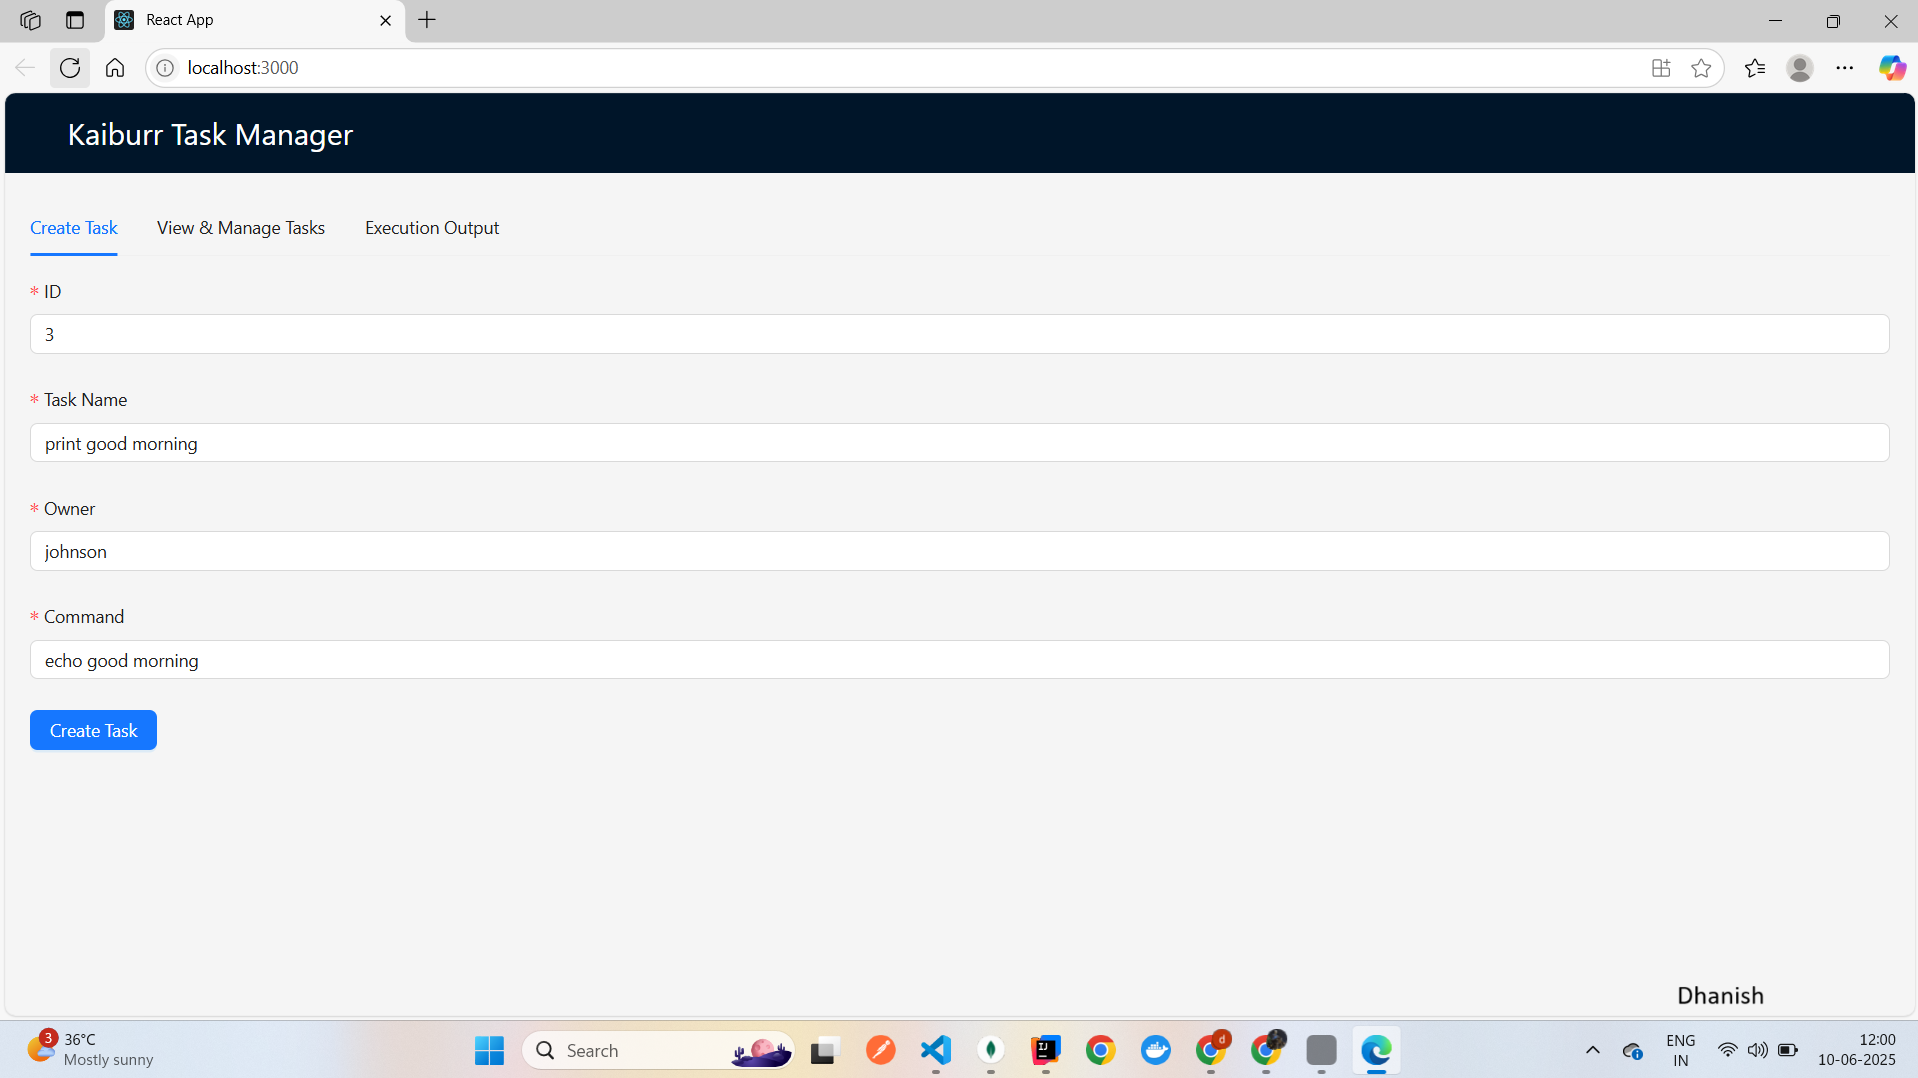 React App
localhost:3000
Kaiburr Task Manager
Create Task View & Manage Tasks Execution Output
* ID
3
* Task Name
print good morning
* Owner
johnson
* Command
echo good morning
Create Task
Dhanish
3 36°C
Mostly sunny
Search
IJ
d
ENG
IN
12:00
10-06-2025